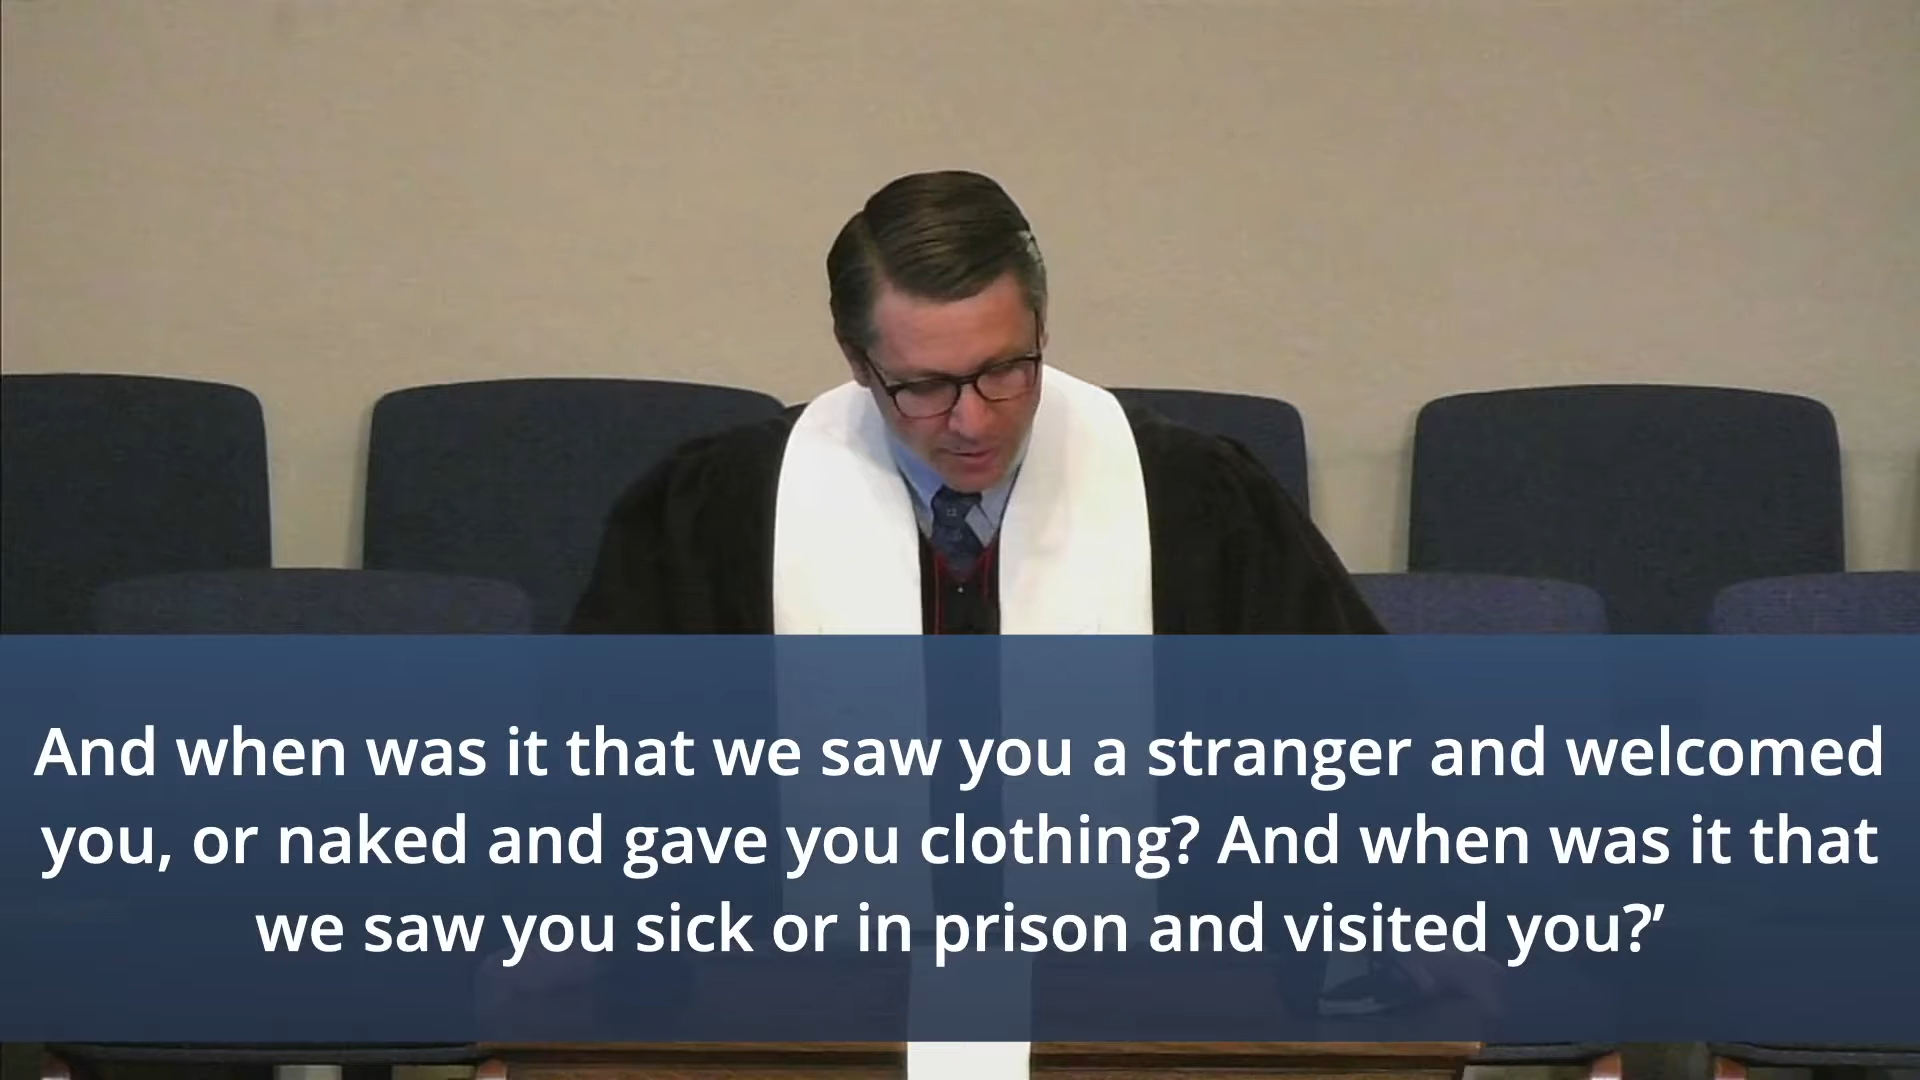 And when was it that we saw you a stranger and welcomed
you, or naked and gave you clothing? And when was it that
we saw you sick or in prison and visited you?’